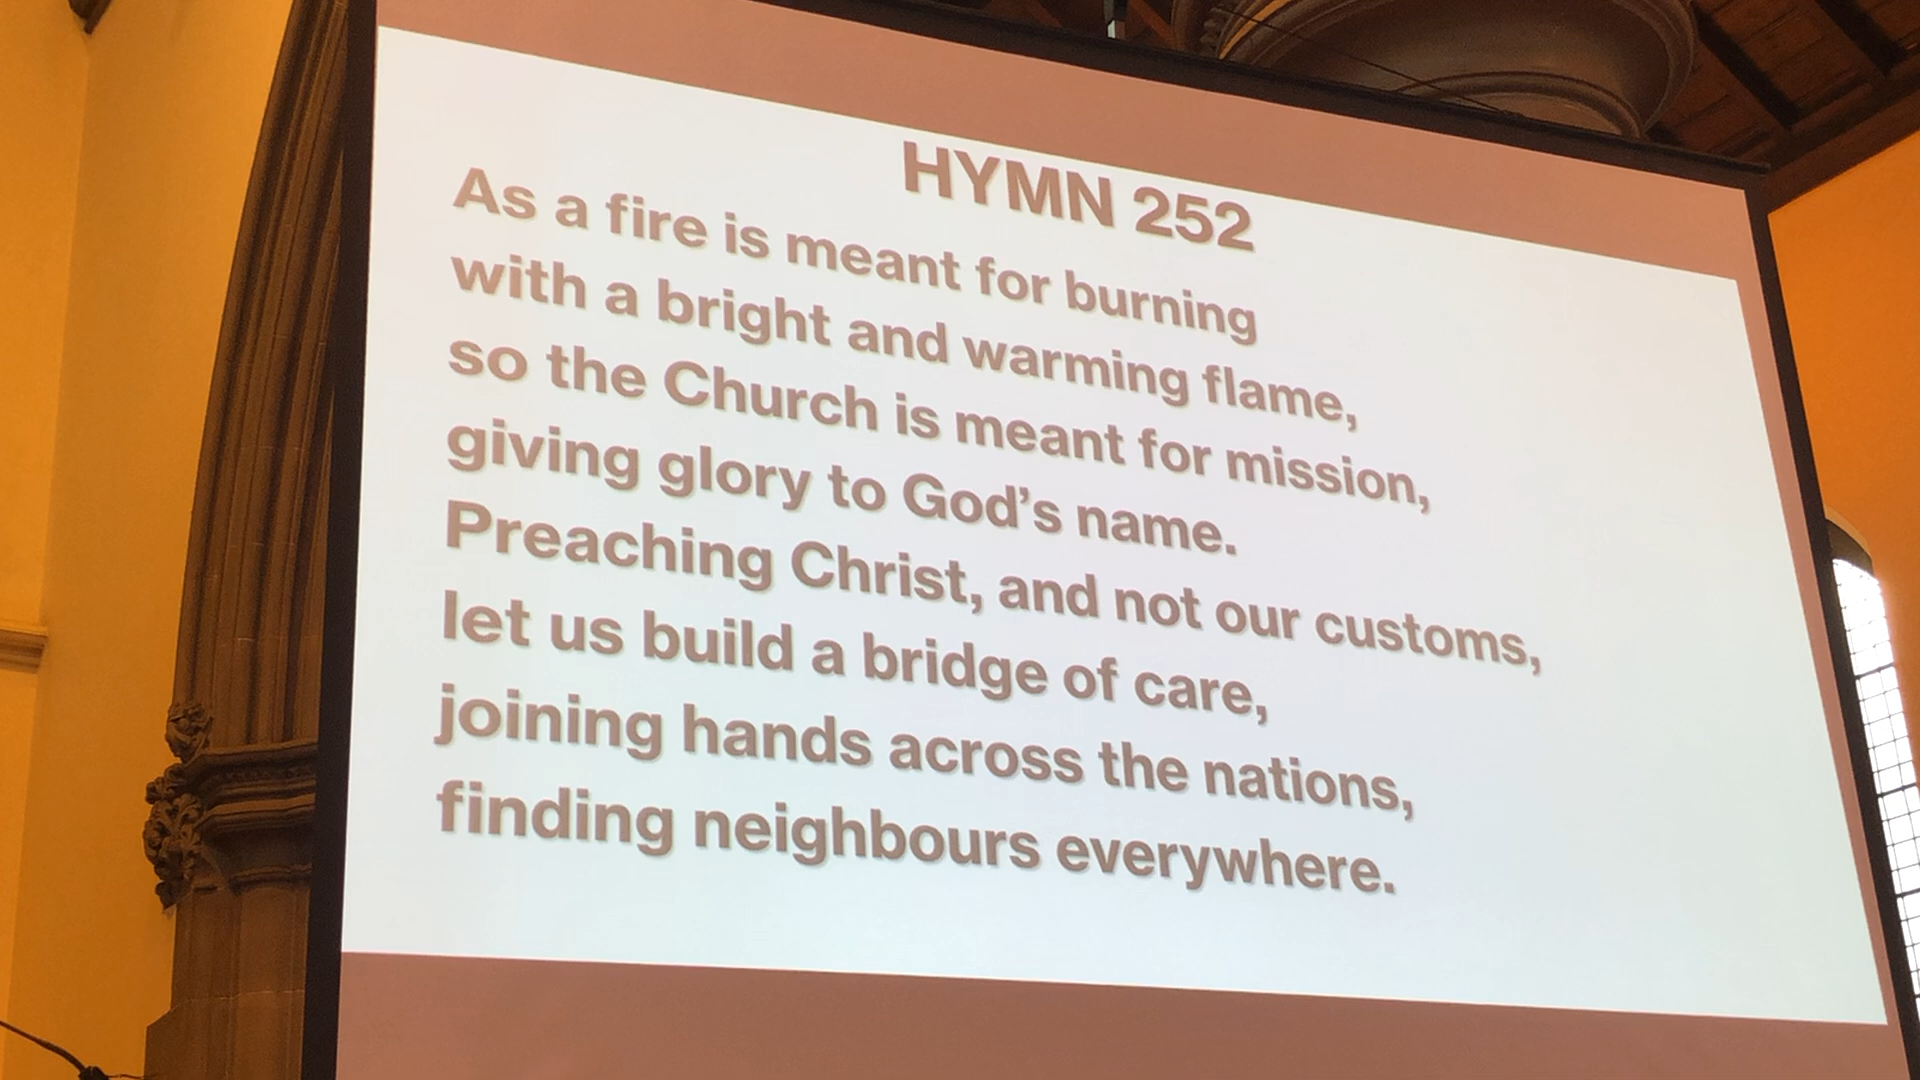 HYMN 252
As a fire is meant for burning
with a bright and warming flame,
so the Church is meant for mission,
giving glory to God’s name.
Preaching Christ, and not our customs,
let us build a bridge of care,
joining hands across the nations,
finding neighbours everywhere.